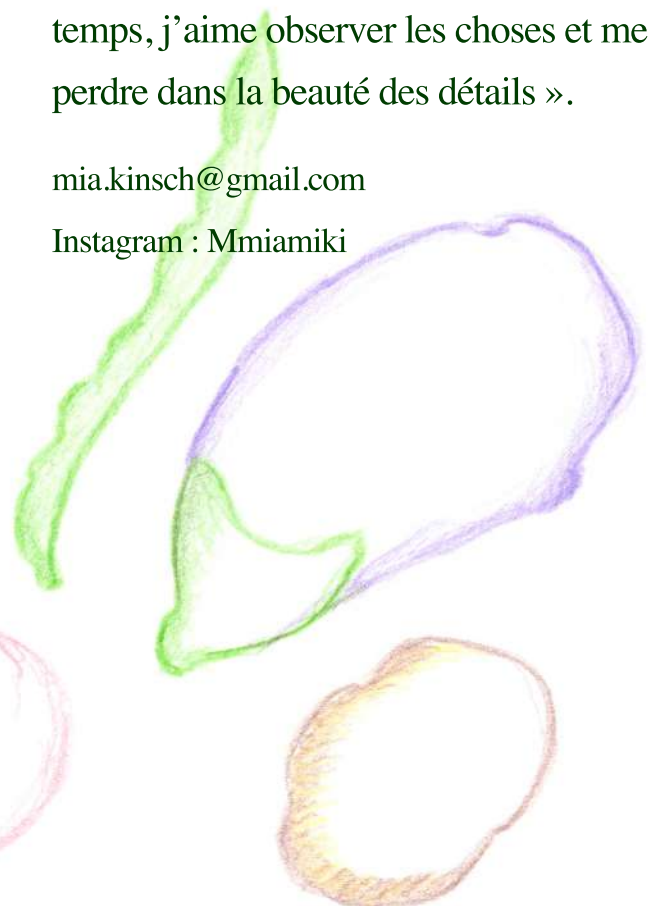 temps, j’aime observer les choses et me
perdre dans la beauté des détails ».
mia.kinsch@gmail.com
Instagram : Mmiamiki